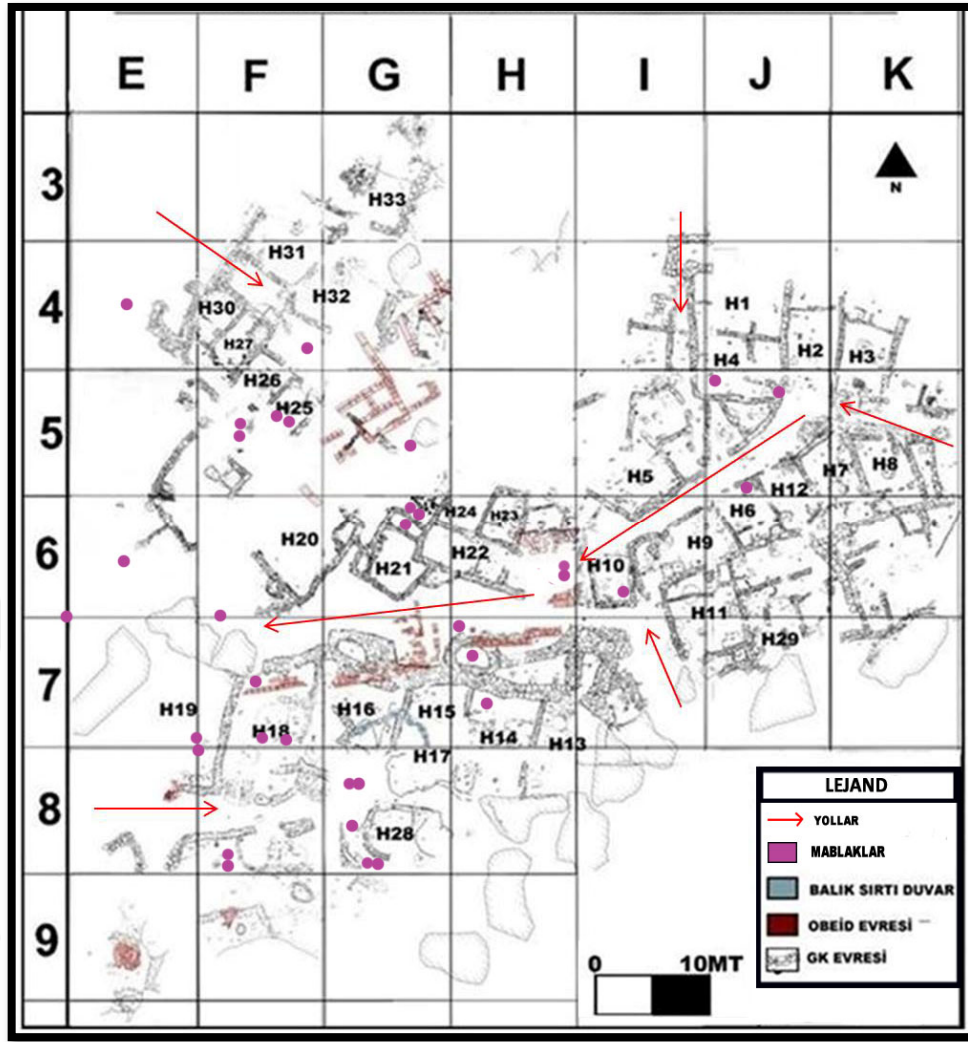 E F G H I J K
3
N
H33
H31
H30 H32
4
H1
H27
H4 H2 H3
H26
H25
5
H5
H12 H7 H8
H24 H23
H6
6
H20 H22
H21
H9
H10
H11
H29
7
H19
H16 H15
H18 H14 H13
H17
8
H28
9
0 10MT
LEJAND
YOLLAR
MABLAKLAR
BALIK SIRTI DUVAR
OBEİD EVRESİ
GK EVRESİ